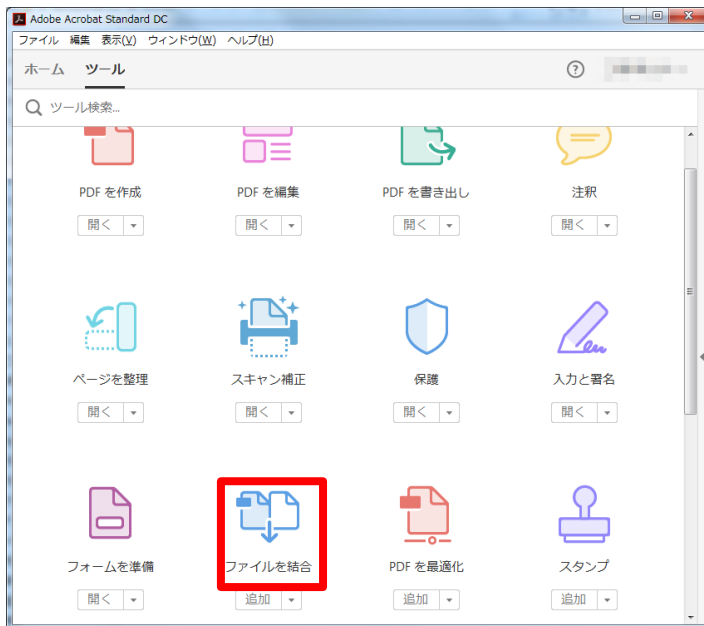 Adobe Acrobat Standard DC
ファイル 編集 表示(V) ウィンドウ(W) ヘルプ(H)
ホーム ツール
ツール検索...
PDF を作成 PDF を編集 PDF を書き出し 注釈
開く 開く 開く 開く
ページを整理 スキャン補正 保護 入力と署名
開く 開く 開く 開く
フォームを準備 ファイルを結合 PDF を最適化 スタンプ
開く 追加 追加 追加